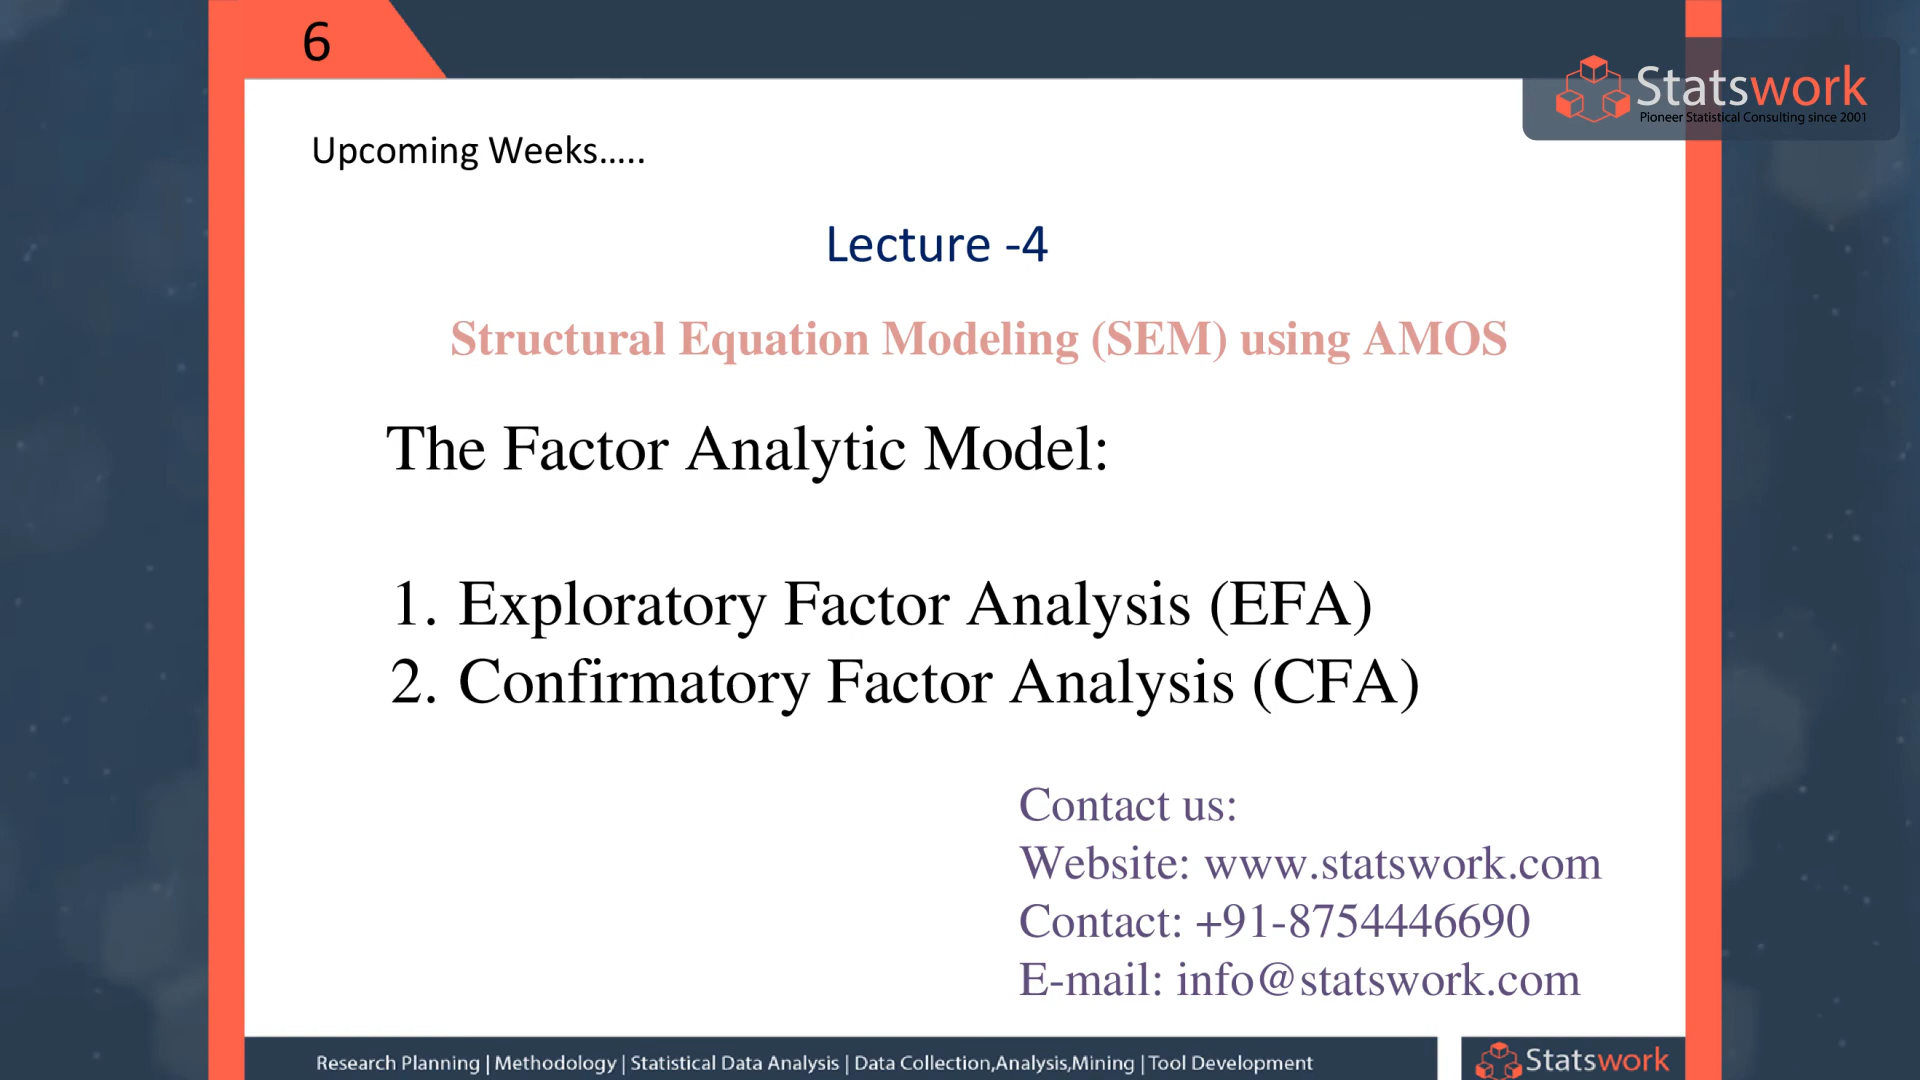 6
Statswork
Pioneer Statistical Consulting since 2001
Upcoming Weeks.....
Lecture -4
Structural Equation Modeling (SEM) using AMOS
The Factor Analytic Model:
1. Exploratory Factor Analysis (EFA)
2. Confirmatory Factor Analysis (CFA)
Contact us:
Website: www.statswork.com
Contact: +91-8754446690
E-mail: info@statswork.com
Research Planning | Methodology | Statistical Data Analysis | Data Collection,Analysis,Mining | Tool Development
Statswork